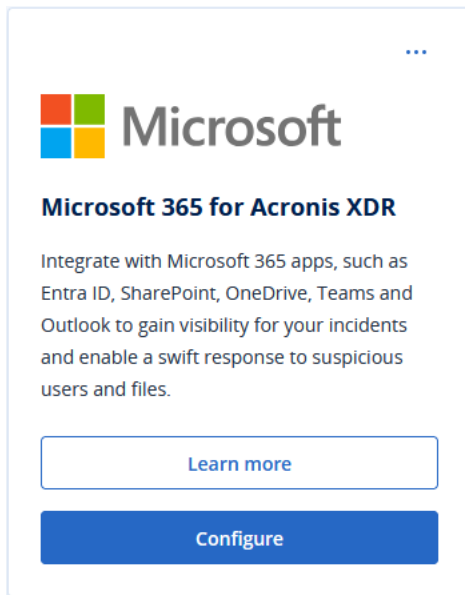 Microsoft
Microsoft 365 for Acronis XDR
Integrate with Microsoft 365 apps, such as
Entra ID, SharePoint, OneDrive, Teams and
Outlook to gain visibility for your incidents
and enable a swift response to suspicious
users and files.
Learn more
Configure